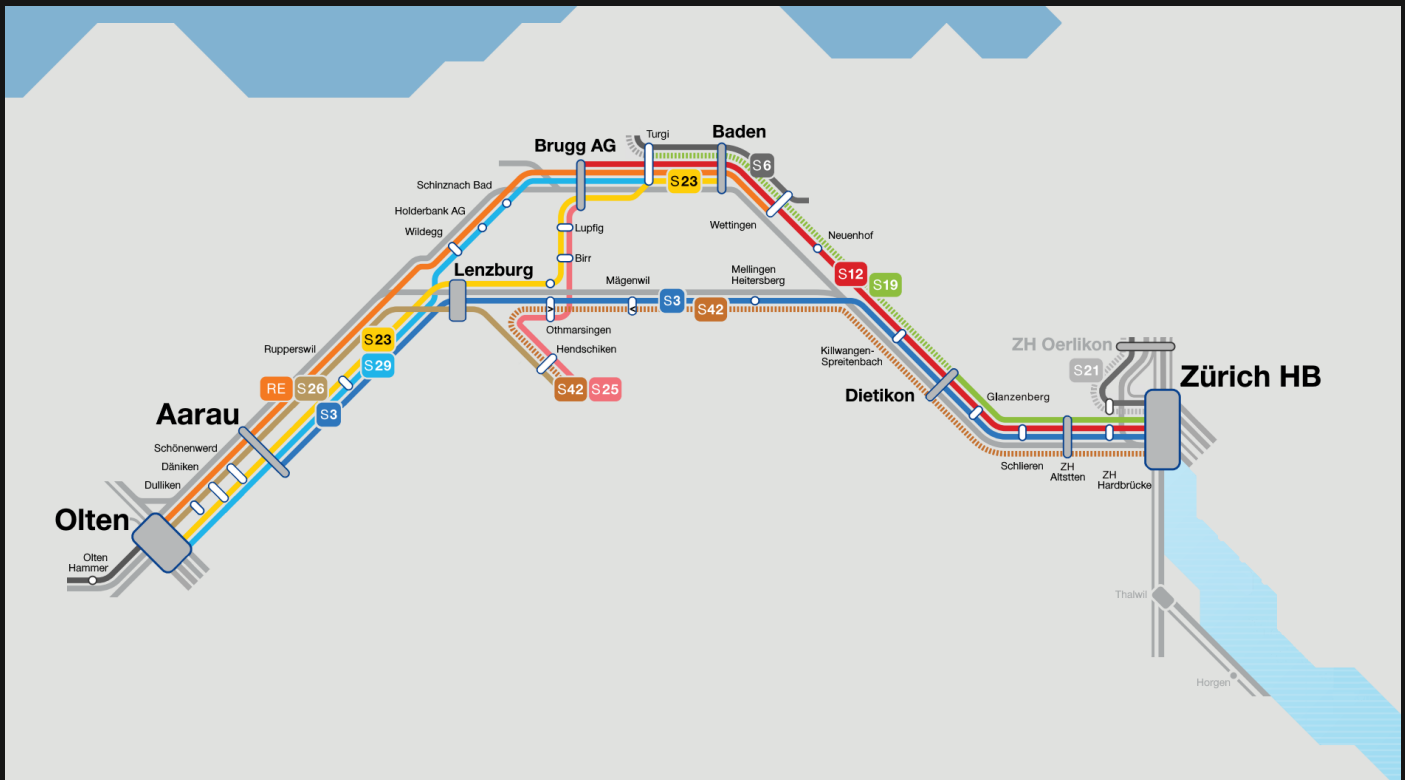 Turgi
Baden
Brugg AG
S6
S23
Schinznach Bad
Holderbank AG
Wildegg
Lupfig
Wettingen
Neuenhof
Birr
Lenzburg
Mägenwil
Mellingen
Heitersberg
S12
S19
S3
S42
Othmarsingen
Hendschiken
S23
S29
Rupperswil
RE
S26
S3
S42
S25
Killwangen-
Spreitenbach
Dietikon
Glanzenberg
ZH Oerlikon
S21
Zürich HB
Aarau
Schönenwerd
Däniken
Dulliken
Schlieren
ZH
Altstten
ZH
Hardbrücke
Olten
Olten
Hammer
Thalwil
Horgen